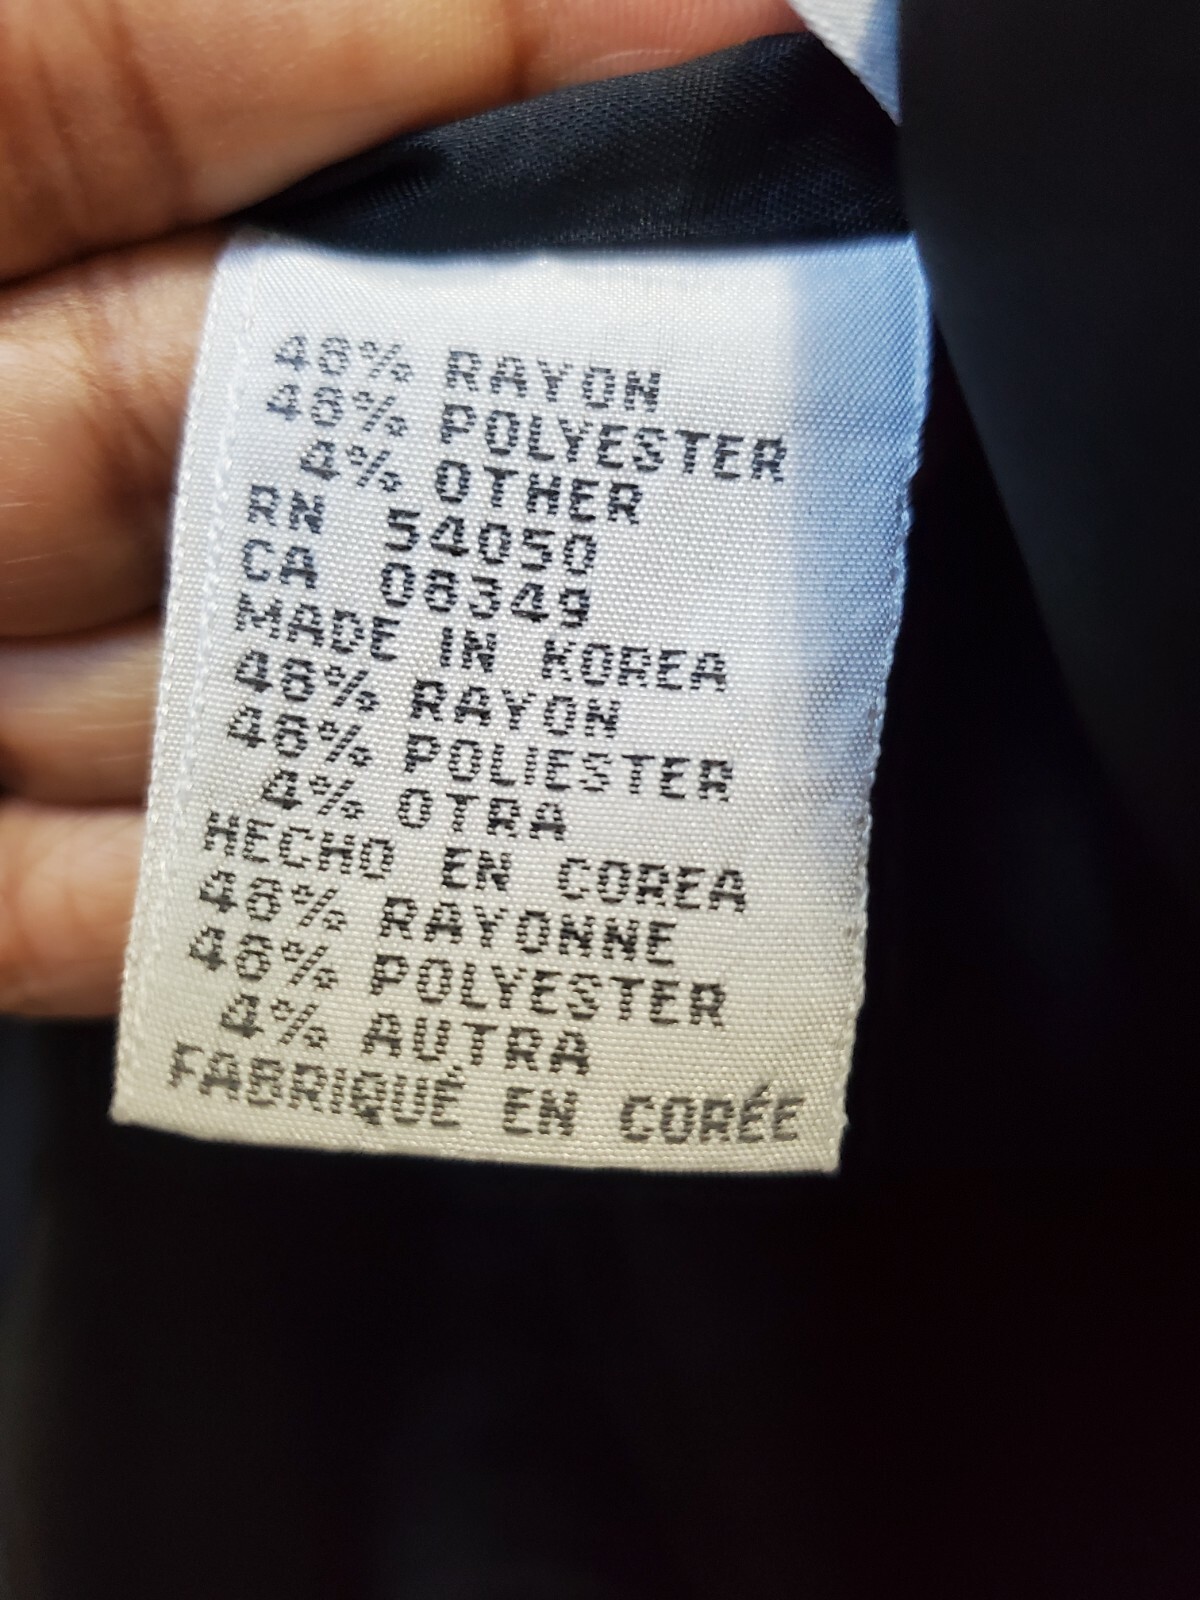 48% RAYON
48% POLYESTER
4% OTHER
RN 54050
CA 08349
MADE IN KOREA
48% RAYON
48% POLIESTER
4% OTRA
HECHO EN COREA
48% RAYONNE
48% POLYESTER
4% AUTRA
FABRIQUÉ EN CORÉE